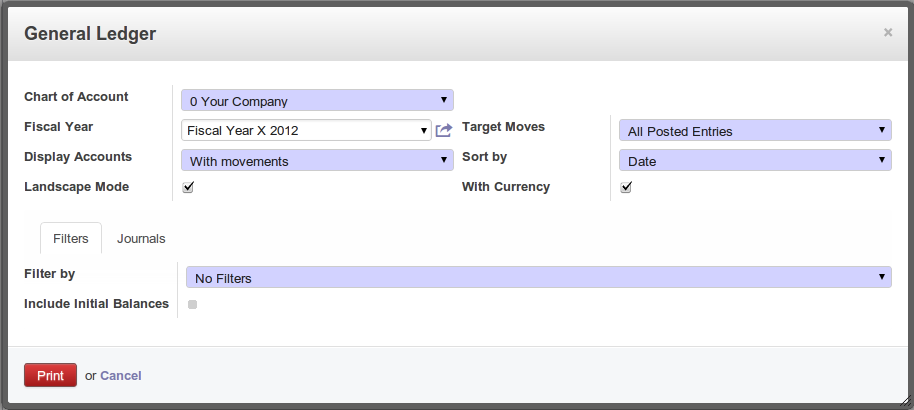 General Ledger ×
Chart of Account 0 Your Company
Fiscal Year Fiscal Year X 2012 Target Moves All Posted Entries
Display Accounts With movements Sort by Date
Landscape Mode With Currency
Filters Journals
Filter by No Filters
Include Initial Balances
Print or Cancel